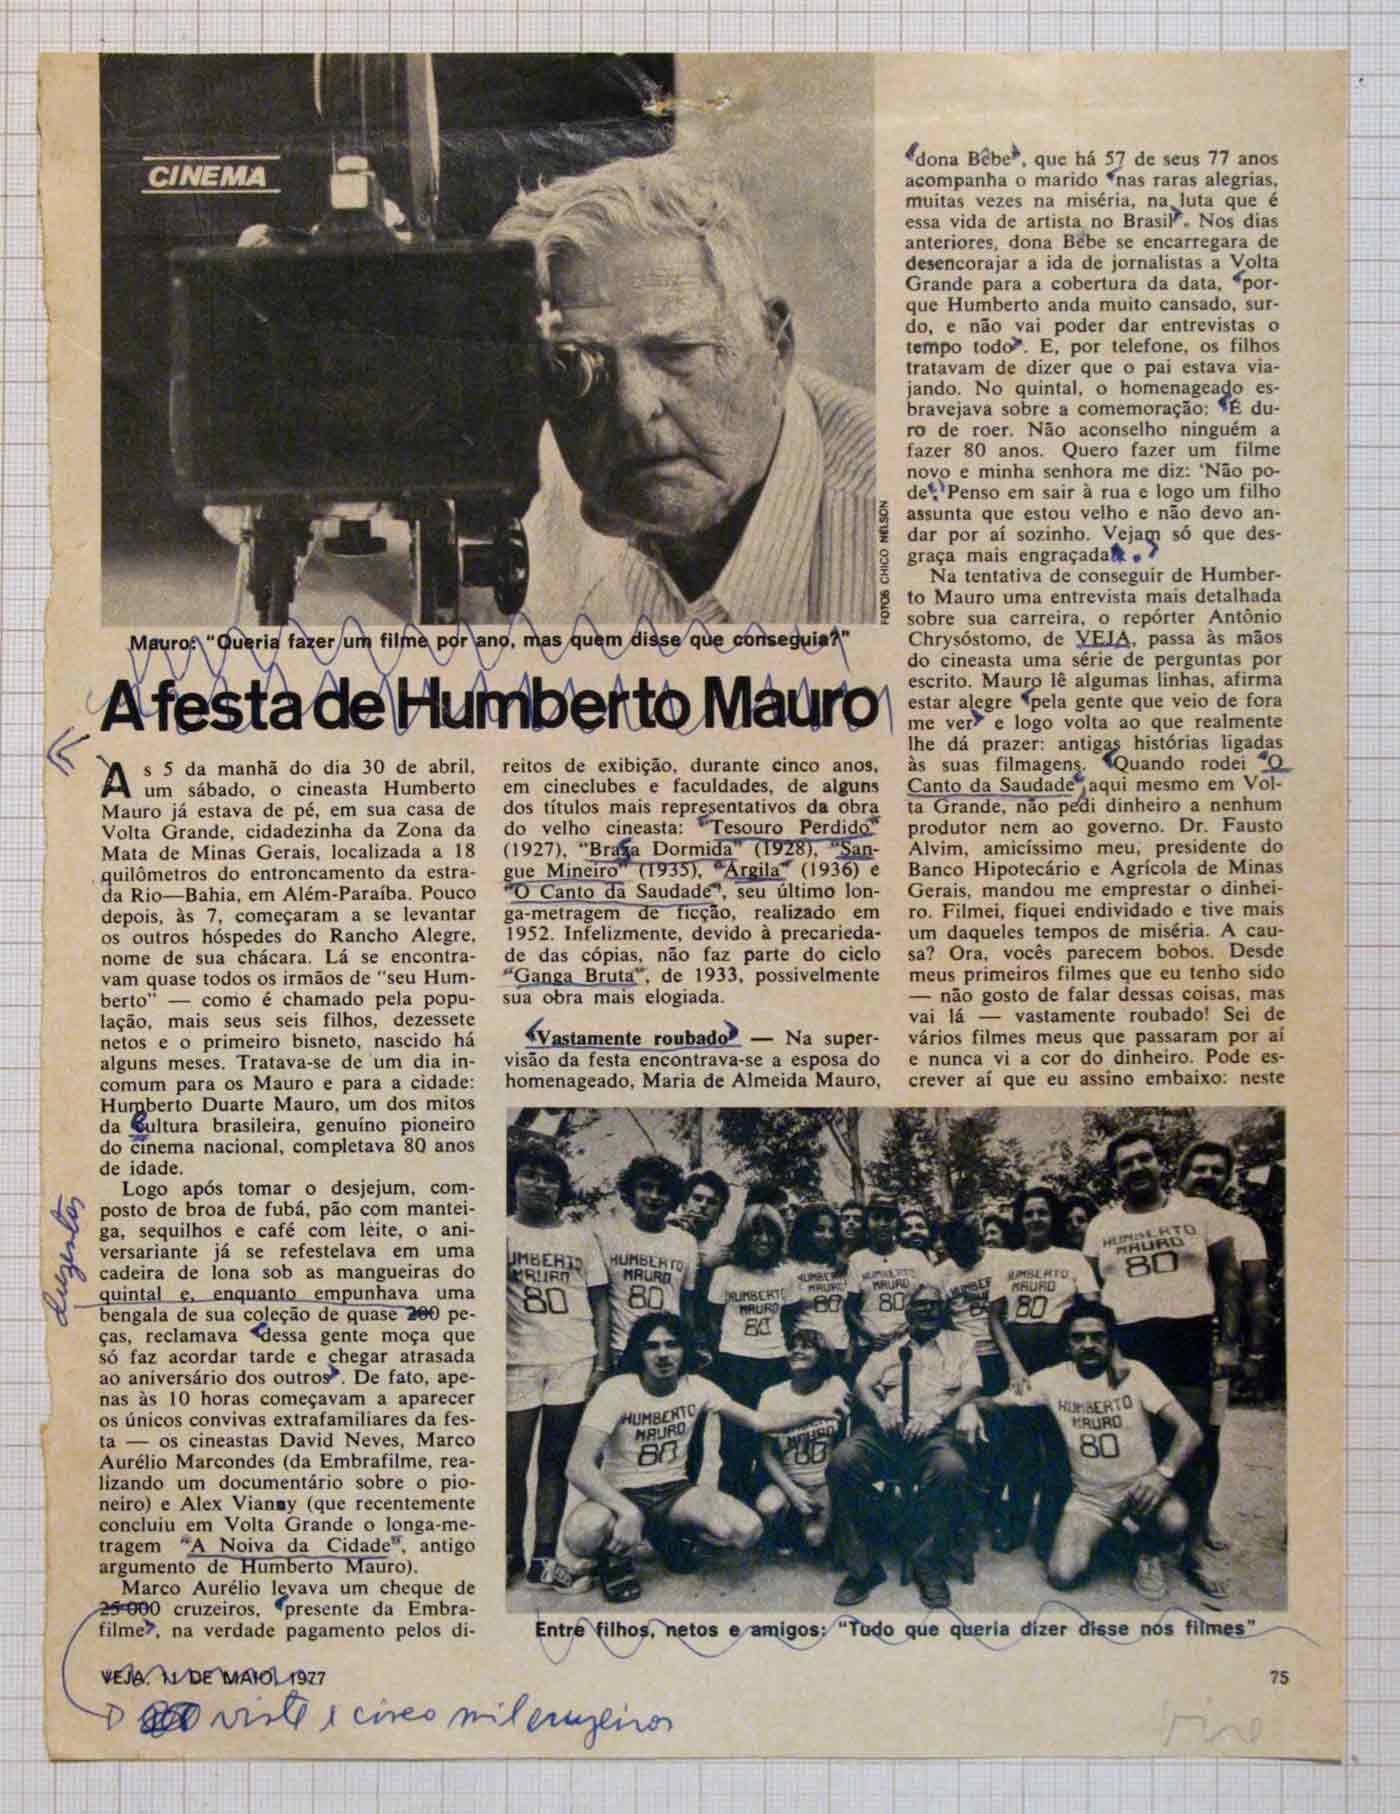 CINEMA
FOTOS CHICO NÉLSON
Mauro: "Queria fazer um filme por ano, mas quem disse que conseguia?"
A festa de Humberto Mauro
As 5 da manhã do dia 30 de abril,
um sábado, o cineasta Humberto
Mauro já estava de pé, em sua casa de
Volta Grande, cidadezinha da Zona da
Mata de Minas Gerais, localizada a 18
quilômetros do entroncamento da estra-
da Rio—Bahia, em Além-Paraíba. Pouco
depois, às 7, começaram a se levantar
os outros hóspedes do Rancho Alegre,
nome de sua chácara. Lá se encontra-
vam quase todos os irmãos de "seu Hum-
berto" — como é chamado pela popu-
lação, mais seus seis filhos, dezessete
netos e o primeiro bisneto, nascido há
alguns meses. Tratava-se de um dia in-
comum para os Mauro e para a cidade:
Humberto Duarte Mauro, um dos mitos
da Cultura brasileira, genuíno pioneiro
do cinema nacional, completava 80 anos
de idade.
Logo após tomar o desjejum, com-
posto de broa de fubá, pão com mantei-
ga, sequilhos e café com leite, o ani-
versariante já se refestelava em uma
cadeira de lona sob as mangueiras do
quintal e, enquanto empunhava uma
bengala de sua coleção de quase 200 pe-
ças, reclamava "dessa gente moça que
só faz acordar tarde e chegar atrasada
ao aniversário dos outros". De fato, ape-
nas às 10 horas começavam a aparecer
os únicos convivas extrafamiliares da fes-
ta — os cineastas David Neves, Marco
Aurélio Marcondes (da Embrafilme, rea-
lizando um documentário sobre o pio-
neiro) e Alex Vianny (que recentemente
concluiu em Volta Grande o longa-me-
tragem "A Noiva da Cidade", antigo
argumento de Humberto Mauro).
Marco Aurélio levava um cheque de
25 000 cruzeiros, "presente da Embra-
filme", na verdade pagamento pelos di-
duzentos
reitos de exibição, durante cinco anos,
em cineclubes e faculdades, de alguns
dos títulos mais representativos da obra
do velho cineasta: "Tesouro Perdido"
(1927), "Braza Dormida" (1928), "San-
gue Mineiro" (1935), "Argila" (1936) e
"O Canto da Saudade", seu último lon-
ga-metragem de ficção, realizado em
1952. Infelizmente, devido à precarieda-
de das cópias, não faz parte do ciclo
"Ganga Bruta", de 1933, possivelmente
sua obra mais elogiada.
"Vastamente roubado" — Na super-
visão da festa encontrava-se a esposa do
homenageado, Maria de Almeida Mauro,
"dona Bêbe", que há 57 de seus 77 anos
acompanha o marido "nas raras alegrias,
muitas vezes na miséria, na luta que é
essa vida de artista no Brasil". Nos dias
anteriores, dona Bêbe se encarregara de
desencorajar a ida de jornalistas a Volta
Grande para a cobertura da data, "por-
que Humberto anda muito cansado, sur-
do, e não vai poder dar entrevistas o
tempo todo". E, por telefone, os filhos
tratavam de dizer que o pai estava via-
jando. No quintal, o homenageado es-
bravejava sobre a comemoração: "É du-
ro de roer. Não aconselho ninguém a
fazer 80 anos. Quero fazer um filme
novo e minha senhora me diz: 'Não po-
de'. Penso em sair à rua e logo um filho
assunta que estou velho e não devo an-
dar por aí sozinho. Vejam só que des-
graça mais engraçada".
Na tentativa de conseguir de Humber-
to Mauro uma entrevista mais detalhada
sobre sua carreira, o repórter Antônio
Chrysóstomo, de VEJA, passa às mãos
do cineasta uma série de perguntas por
escrito. Mauro lê algumas linhas, afirma
estar alegre "pela gente que veio de fora
me ver" e logo volta ao que realmente
lhe dá prazer: antigas histórias ligadas
às suas filmagens. "Quando rodei "O
Canto da Saudade", aqui mesmo em Vol-
ta Grande, não pedi dinheiro a nenhum
produtor nem ao governo. Dr. Fausto
Alvim, amicíssimo meu, presidente do
Banco Hipotecário e Agrícola de Minas
Gerais, mandou me emprestar o dinhei-
ro. Filmei, fiquei endividado e tive mais
um daqueles tempos de miséria. A cau-
sa? Ora, vocês parecem bobos. Desde
meus primeiros filmes que eu tenho sido
— não gosto de falar dessas coisas, mas
vai lá — vastamente roubado! Sei de
vários filmes meus que passaram por aí
e nunca vi a cor do dinheiro. Pode es-
crever aí que eu assino embaixo: neste
HUMBERTO
MAURO
80
HUMBERTO
MAURO
80
HUMBERTO
MAURO
80
HUMBERTO
MAURO
80
HUMBERTO
MAURO
80
HUMBERTO
MAURO
80
HUMBERTO
MAURO
80
HUMBERTO
MAURO
80
Entre filhos, netos e amigos: "Tudo que queria dizer disse nos filmes"
VEJA, 11 DE MAIO, 1977
75
vinte e cinco mil cruzeiros